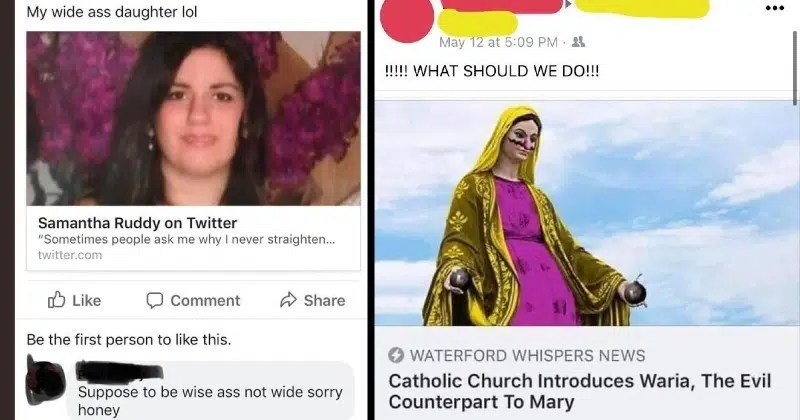 My wide ass daughter lol
Samantha Ruddy on Twitter
"Sometimes people ask me why I never straighten...
twitter.com
Like Comment Share
Be the first person to like this.
Suppose to be wise ass not wide sorry
honey
May 12 at 5:09 PM ·
!!!!! WHAT SHOULD WE DO!!!
WATERFORD WHISPERS NEWS
Catholic Church Introduces Waria, The Evil
Counterpart To Mary